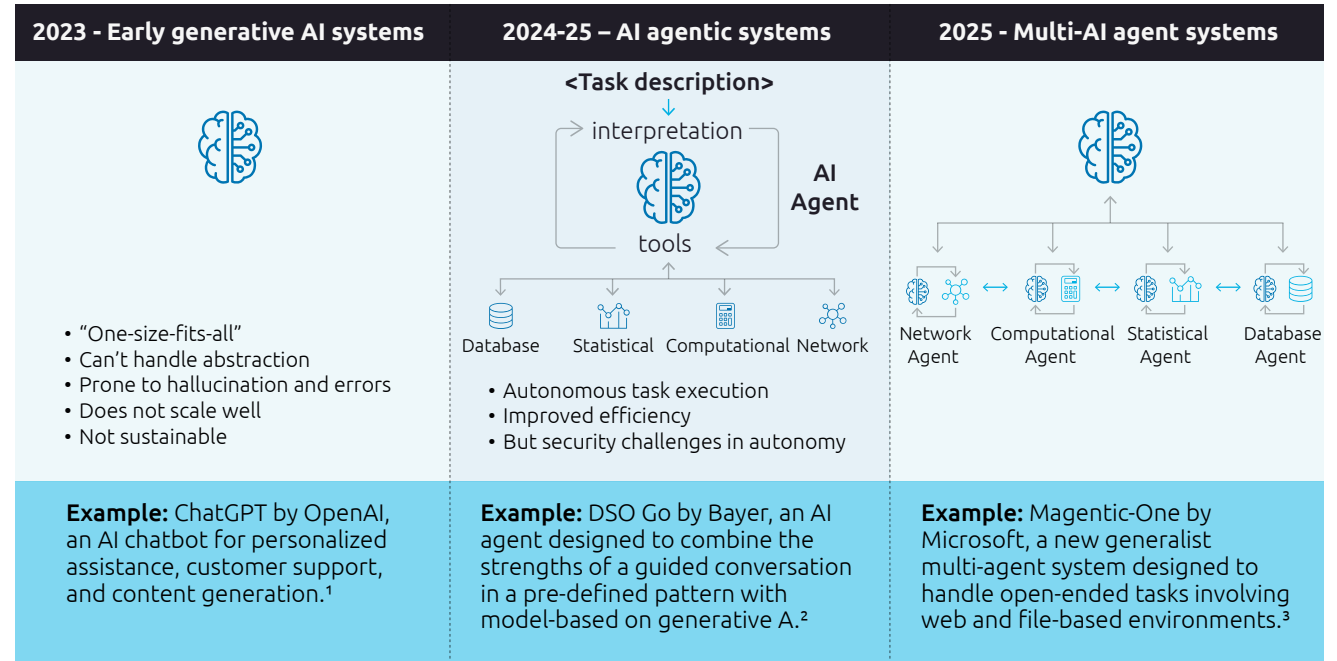 2023 - Early generative AI systems
• “One-size-fits-all”
• Can’t handle abstraction
• Prone to hallucination and errors
• Does not scale well
• Not sustainable
Example: ChatGPT by OpenAI,
an AI chatbot for personalized
assistance, customer support,
and content generation.¹
2024-25 – AI agentic systems
<Task description>
interpretation
AI
Agent
tools
Database
Statistical
Computational
Network
• Autonomous task execution
• Improved efficiency
• But security challenges in autonomy
Example: DSO Go by Bayer, an AI
agent designed to combine the
strengths of a guided conversation
in a pre-defined pattern with
model-based on generative A.²
2025 - Multi-AI agent systems
Network
Agent
Computational
Agent
Statistical
Agent
Database
Agent
Example: Magentic-One by
Microsoft, a new generalist
multi-agent system designed to
handle open-ended tasks involving
web and file-based environments.³